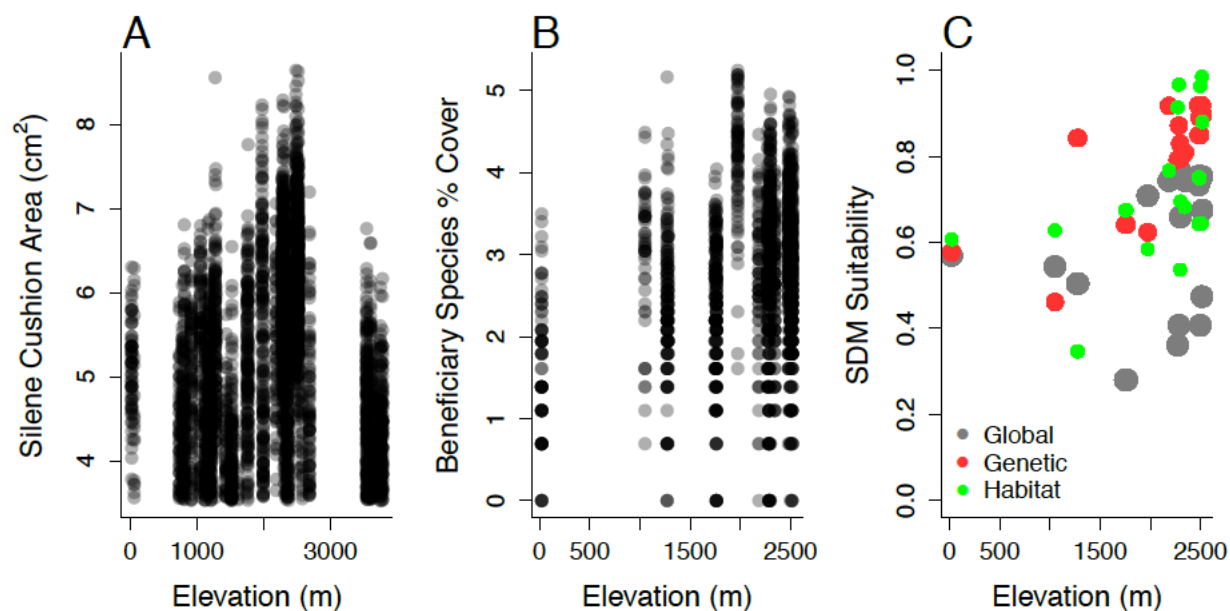 A
Silene Cushion Area (cm²)
8
7
6
5
4
0 1000 3000
Elevation (m)
B
Beneficiary Species % Cover
5
4
3
2
1
0
0 500 1500 2500
Elevation (m)
C
SDM Suitability
1.0
0.8
0.6
0.4
0.2
0.0
Global
Genetic
Habitat
0 500 1500 2500
Elevation (m)